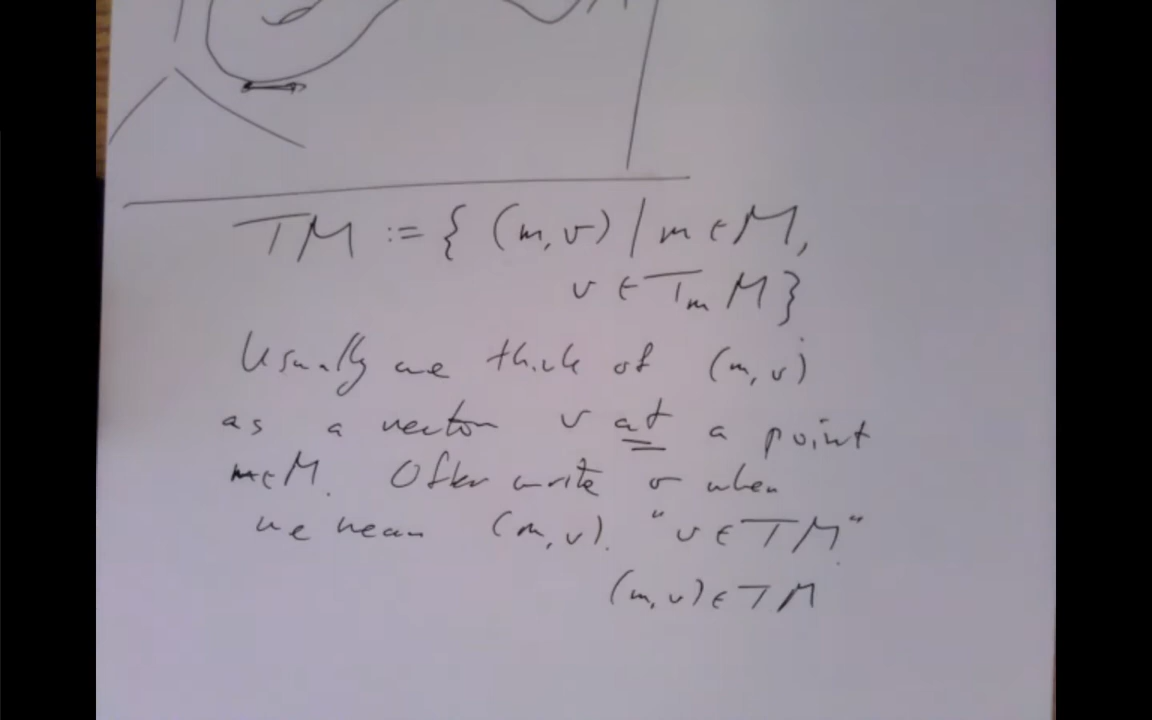 TM := { (m, v) | m ∈ M,
v ∈ T_m M }
Usually we think of (m, v)
as a vector v at a point
m ∈ M. Often write v when
we mean (m, v). "v ∈ TM"
(m, v) ∈ TM